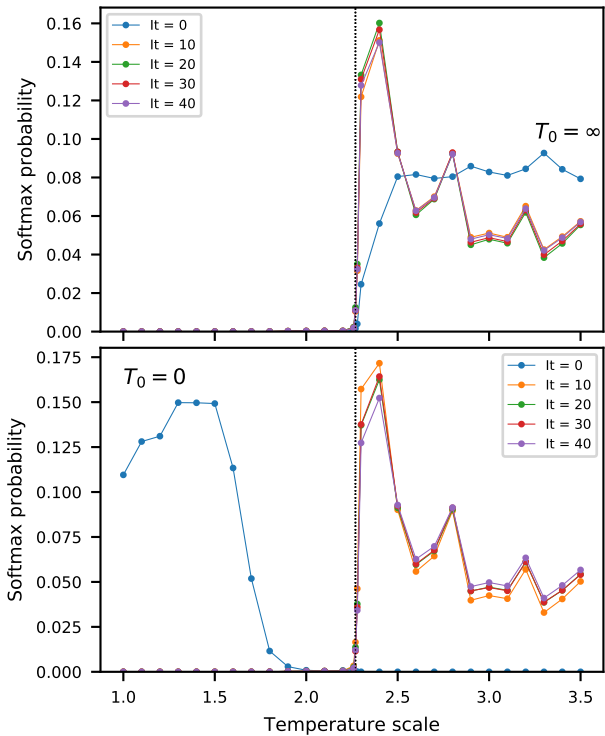 It = 0
It = 10
It = 20
It = 30
It = 40
T₀ = ∞
Softmax probability
0.16
0.14
0.12
0.10
0.08
0.06
0.04
0.02
0.00
T₀ = 0
It = 0
It = 10
It = 20
It = 30
It = 40
Softmax probability
0.175
0.150
0.125
0.100
0.075
0.050
0.025
0.000
1.0 1.5 2.0 2.5 3.0 3.5
Temperature scale